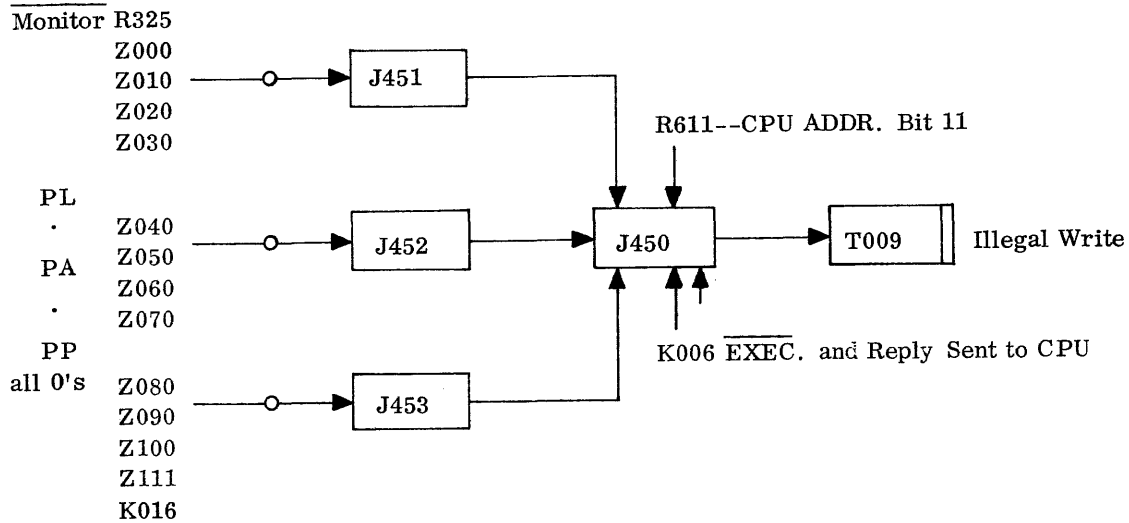 Monitor R325
Z000
Z010
Z020
Z030
J451
R611--CPU ADDR. Bit 11
PL
.
PA
.
PP
all 0's
Z040
Z050
Z060
Z070
J452
J450
T009
Illegal Write
K006 EXEC. and Reply Sent to CPU
Z080
Z090
Z100
Z111
K016
J453